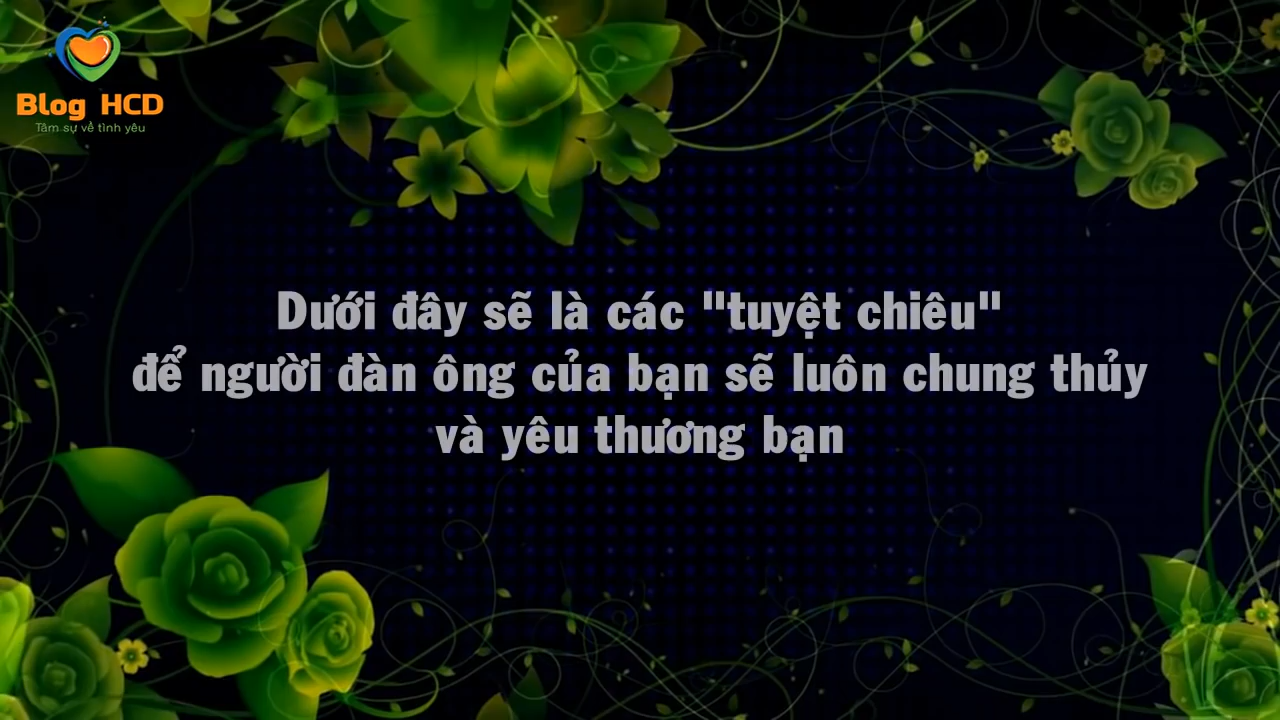 Blog HCD
Tâm sự về tình yêu
Dưới đây sẽ là các "tuyệt chiêu"
để người đàn ông của bạn sẽ luôn chung thủy
và yêu thương bạn